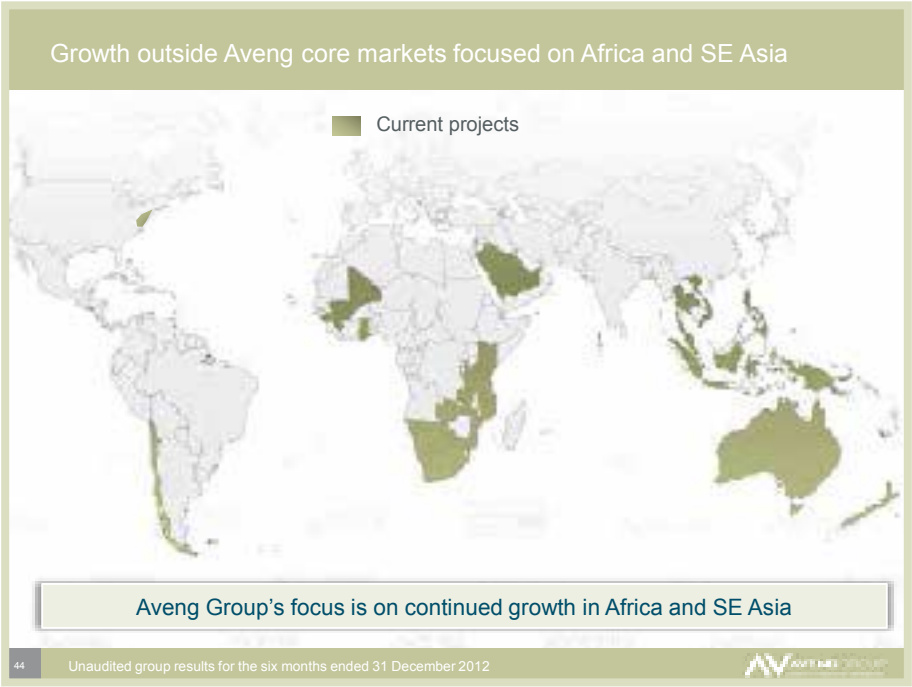 Growth outside Aveng core markets focused on Africa and SE Asia
Current projects
Aveng Group’s focus is on continued growth in Africa and SE Asia
44
Unaudited group results for the six months ended 31 December 2012